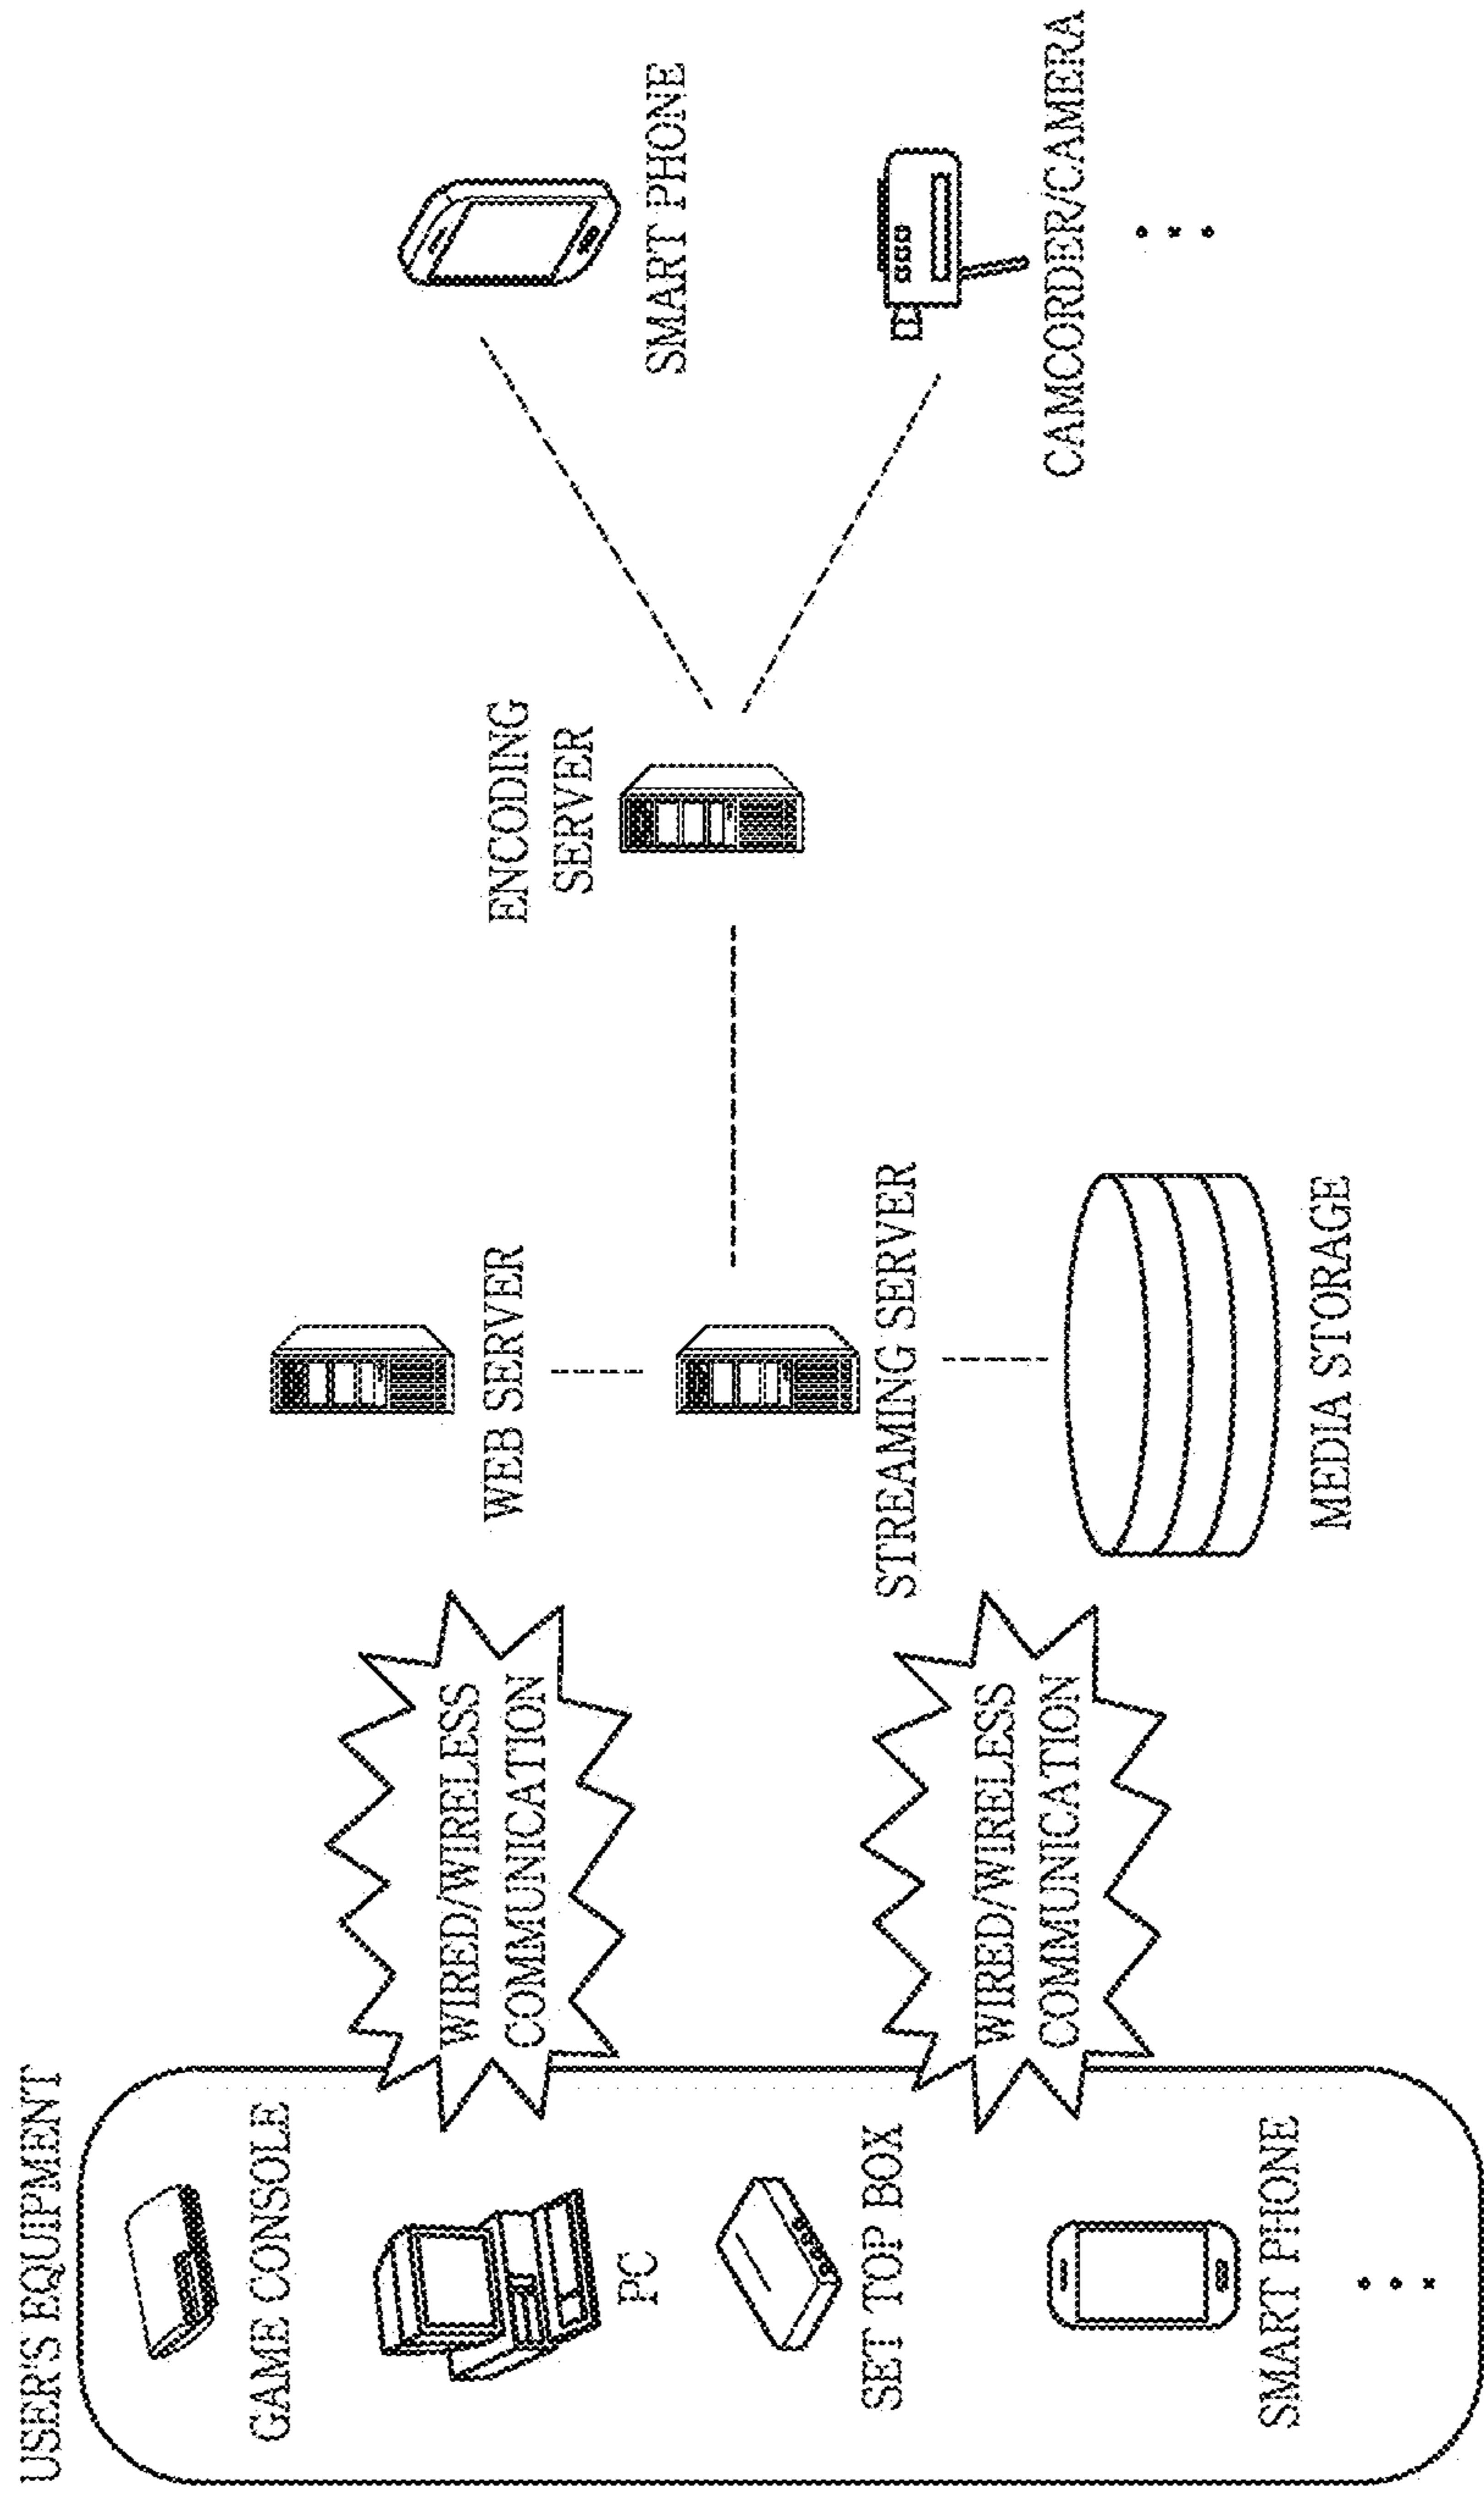 USER'S EQUIPMENT
GAME CONSOLE
PC
SET TOP BOX
SMART PHONE
WIRED/WIRELESS
COMMUNICATION
WIRED/WIRELESS
COMMUNICATION
WEB SERVER
STREAMING SERVER
MEDIA STORAGE
ENCODING
SERVER
SMART PHONE
CAMCORDER/CAMERA